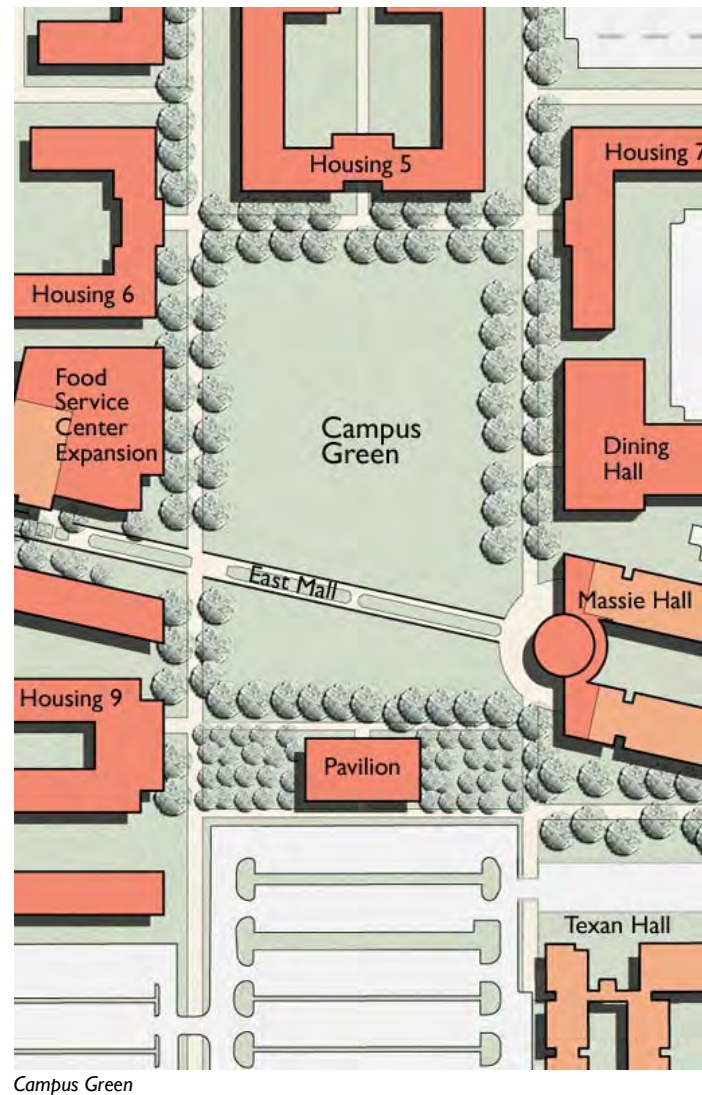 Housing 5
Housing 7
Housing 6
Food
Service
Center
Expansion
Campus
Green
Dining
Hall
East Mall
Massie Hall
Housing 9
Pavilion
Texan Hall
Campus Green